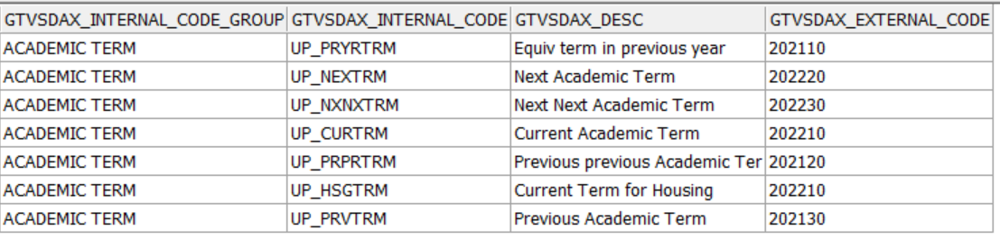 GTVSDAX_INTERNAL_CODE_GROUP GTVSDAX_INTERNAL_CODE GTVSDAX_DESC GTVSDAX_EXTERNAL_CODE
ACADEMIC TERM UP_PRYRTRM Equiv term in previous year 202110
ACADEMIC TERM UP_NEXTRM Next Academic Term 202220
ACADEMIC TERM UP_NXNXTRM Next Next Academic Term 202230
ACADEMIC TERM UP_CURTRM Current Academic Term 202210
ACADEMIC TERM UP_PRPRTRM Previous previous Academic Ter 202120
ACADEMIC TERM UP_HSGTRM Current Term for Housing 202210
ACADEMIC TERM UP_PRVTRM Previous Academic Term 202130